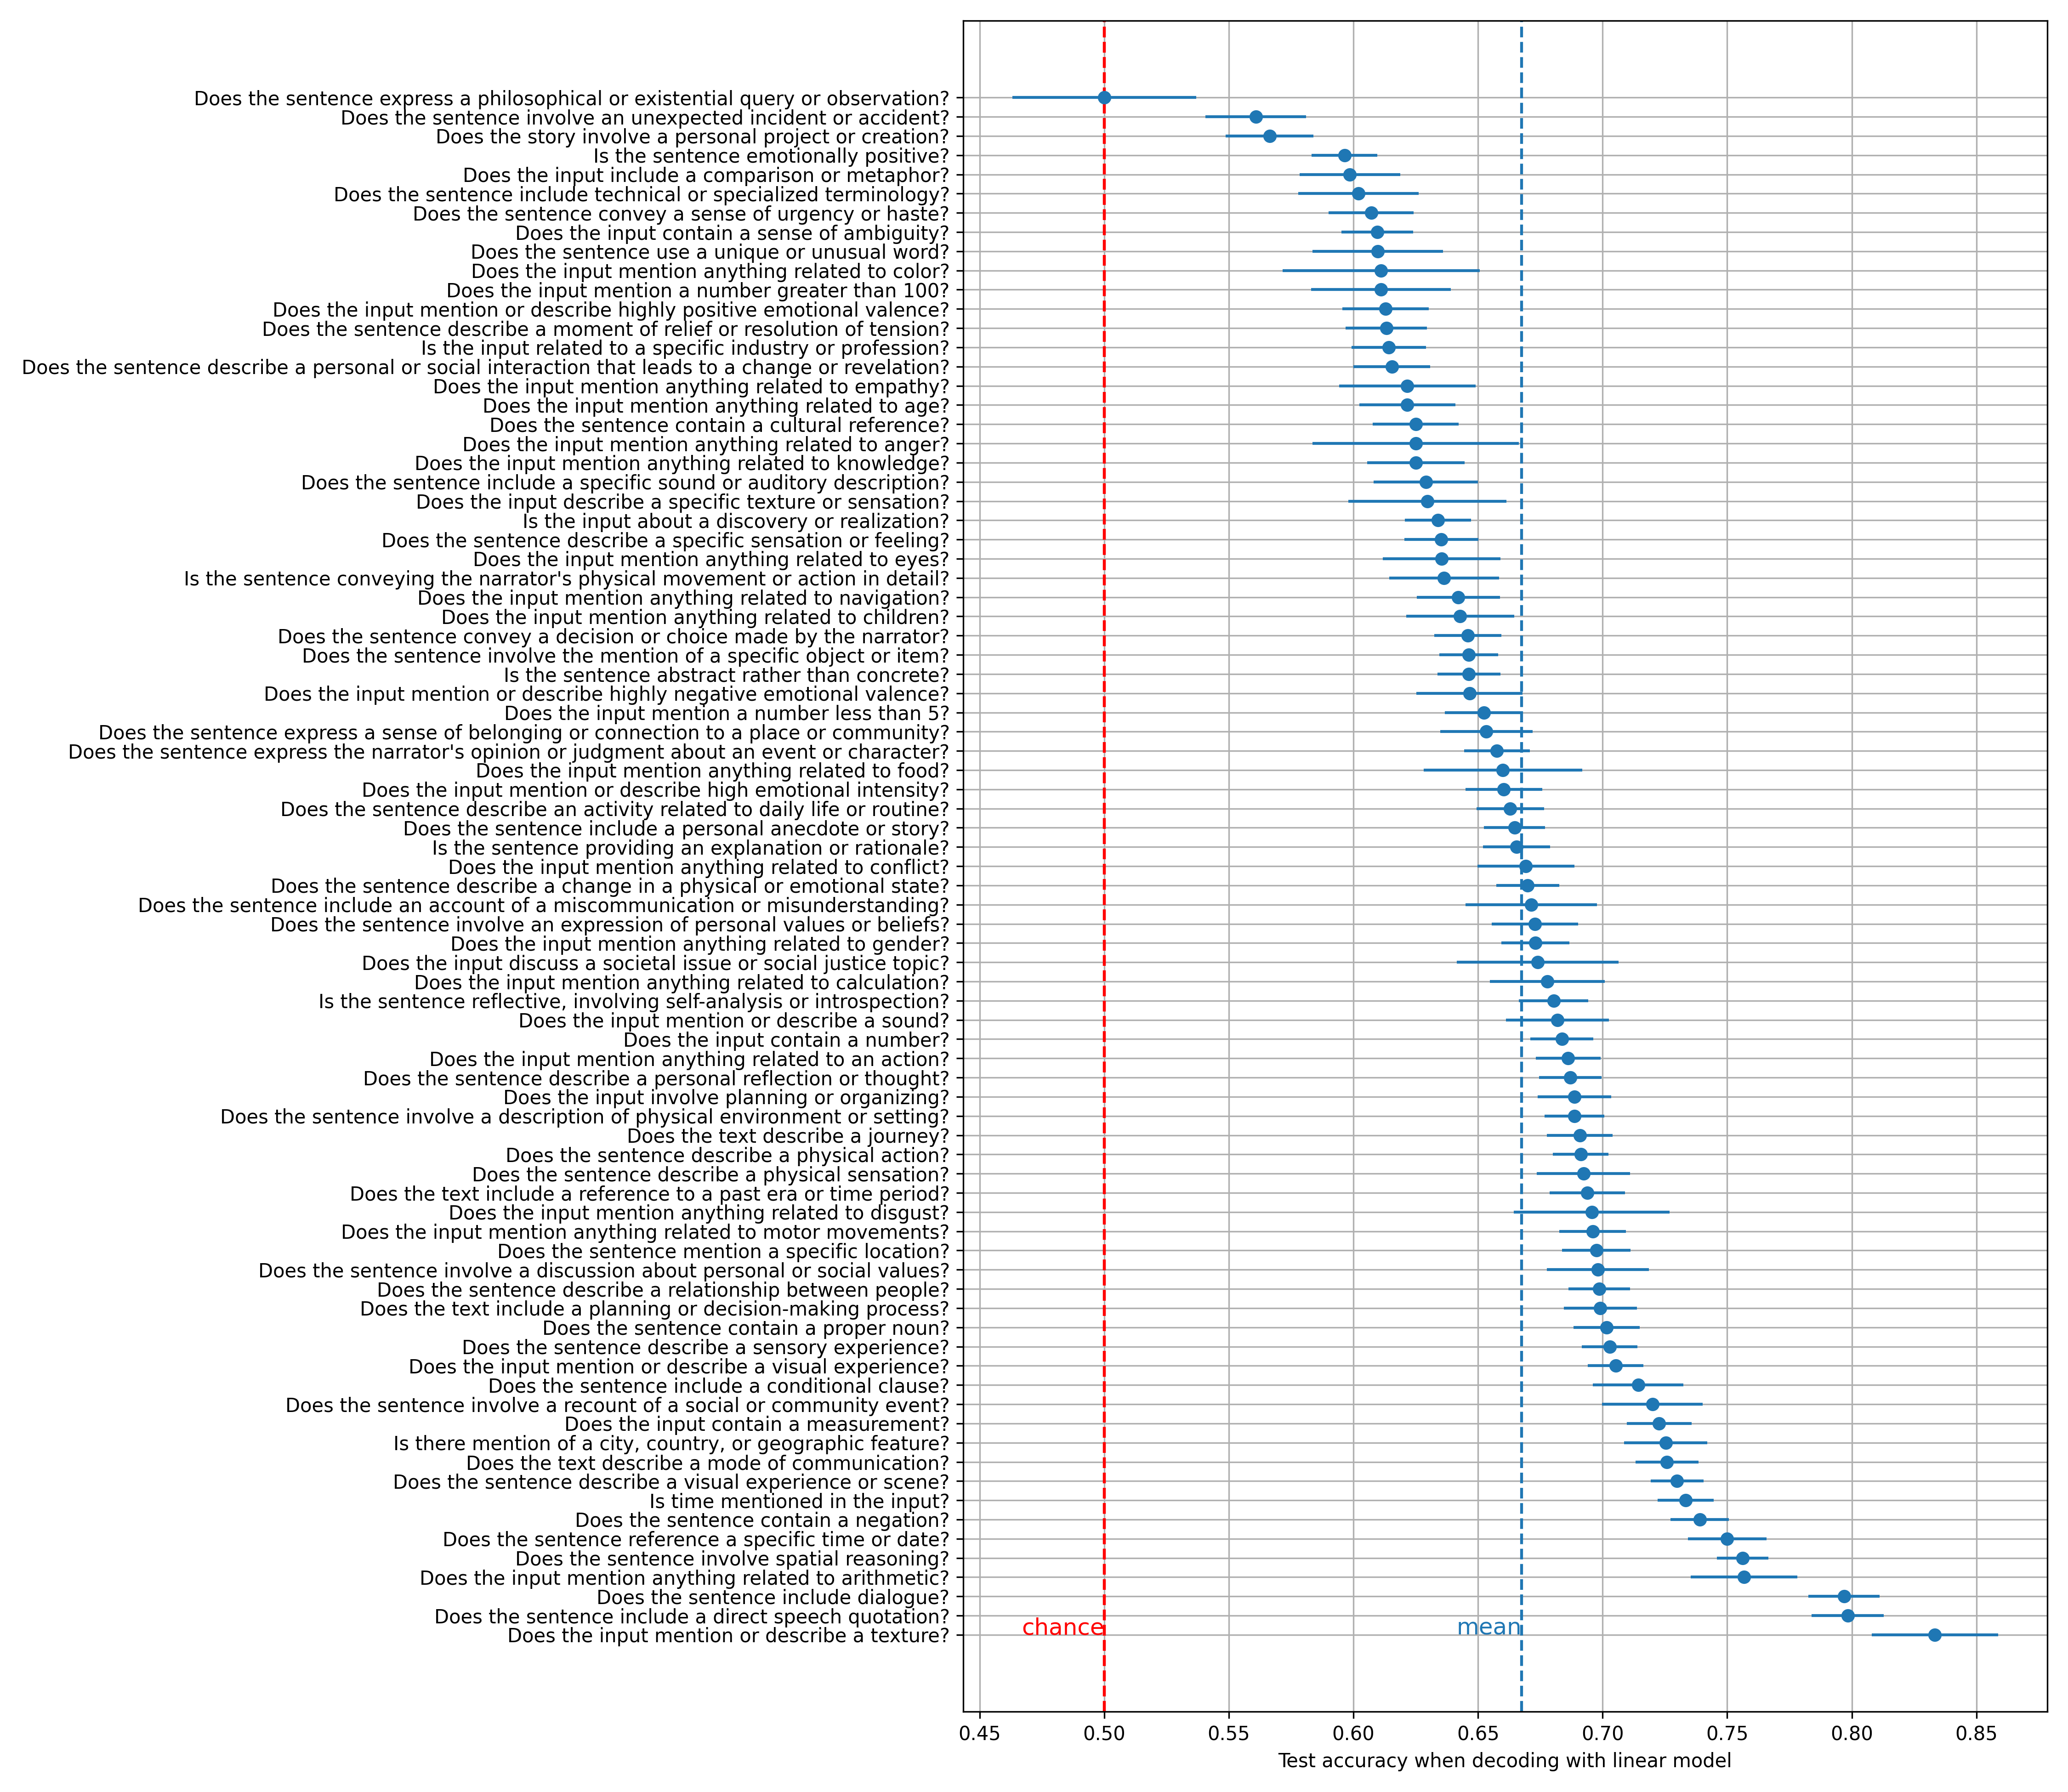 Does the sentence express a philosophical or existential query or observation?
Does the sentence involve an unexpected incident or accident?
Does the story involve a personal project or creation?
Is the sentence emotionally positive?
Does the input include a comparison or metaphor?
Does the sentence include technical or specialized terminology?
Does the sentence convey a sense of urgency or haste?
Does the input contain a sense of ambiguity?
Does the sentence use a unique or unusual word?
Does the input mention anything related to color?
Does the input mention a number greater than 100?
Does the input mention or describe highly positive emotional valence?
Does the sentence describe a moment of relief or resolution of tension?
Is the input related to a specific industry or profession?
Does the sentence describe a personal or social interaction that leads to a change or revelation?
Does the input mention anything related to empathy?
Does the input mention anything related to age?
Does the sentence contain a cultural reference?
Does the input mention anything related to anger?
Does the input mention anything related to knowledge?
Does the sentence include a specific sound or auditory description?
Does the input describe a specific texture or sensation?
Is the input about a discovery or realization?
Does the sentence describe a specific sensation or feeling?
Does the input mention anything related to eyes?
Is the sentence conveying the narrator's physical movement or action in detail?
Does the input mention anything related to navigation?
Does the input mention anything related to children?
Does the sentence convey a decision or choice made by the narrator?
Does the sentence involve the mention of a specific object or item?
Is the sentence abstract rather than concrete?
Does the input mention or describe highly negative emotional valence?
Does the input mention a number less than 5?
Does the sentence express a sense of belonging or connection to a place or community?
Does the sentence express the narrator's opinion or judgment about an event or character?
Does the input mention anything related to food?
Does the input mention or describe high emotional intensity?
Does the sentence describe an activity related to daily life or routine?
Does the sentence include a personal anecdote or story?
Is the sentence providing an explanation or rationale?
Does the input mention anything related to conflict?
Does the sentence describe a change in a physical or emotional state?
Does the sentence include an account of a miscommunication or misunderstanding?
Does the sentence involve an expression of personal values or beliefs?
Does the input mention anything related to gender?
Does the input discuss a societal issue or social justice topic?
Does the input mention anything related to calculation?
Is the sentence reflective, involving self-analysis or introspection?
Does the input mention or describe a sound?
Does the input contain a number?
Does the input mention anything related to an action?
Does the sentence describe a personal reflection or thought?
Does the input involve planning or organizing?
Does the sentence involve a description of physical environment or setting?
Does the text describe a journey?
Does the sentence describe a physical action?
Does the sentence describe a physical sensation?
Does the text include a reference to a past era or time period?
Does the input mention anything related to disgust?
Does the input mention anything related to motor movements?
Does the sentence mention a specific location?
Does the sentence involve a discussion about personal or social values?
Does the sentence describe a relationship between people?
Does the text include a planning or decision-making process?
Does the sentence contain a proper noun?
Does the sentence describe a sensory experience?
Does the input mention or describe a visual experience?
Does the sentence include a conditional clause?
Does the sentence involve a recount of a social or community event?
Does the input contain a measurement?
Is there mention of a city, country, or geographic feature?
Does the text describe a mode of communication?
Does the sentence describe a visual experience or scene?
Is time mentioned in the input?
Does the sentence contain a negation?
Does the sentence reference a specific time or date?
Does the sentence involve spatial reasoning?
Does the input mention anything related to arithmetic?
Does the sentence include dialogue?
Does the sentence include a direct speech quotation?
Does the input mention or describe a texture?
chance
mean
0.45 0.50 0.55 0.60 0.65 0.70 0.75 0.80 0.85
Test accuracy when decoding with linear model